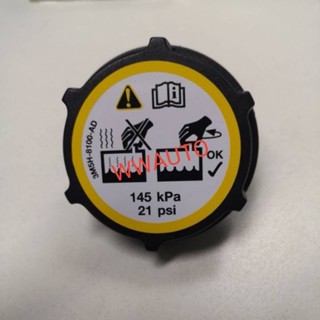 3M5H-8100-AD
OK
WWAUTO
145 kPa
21 psi